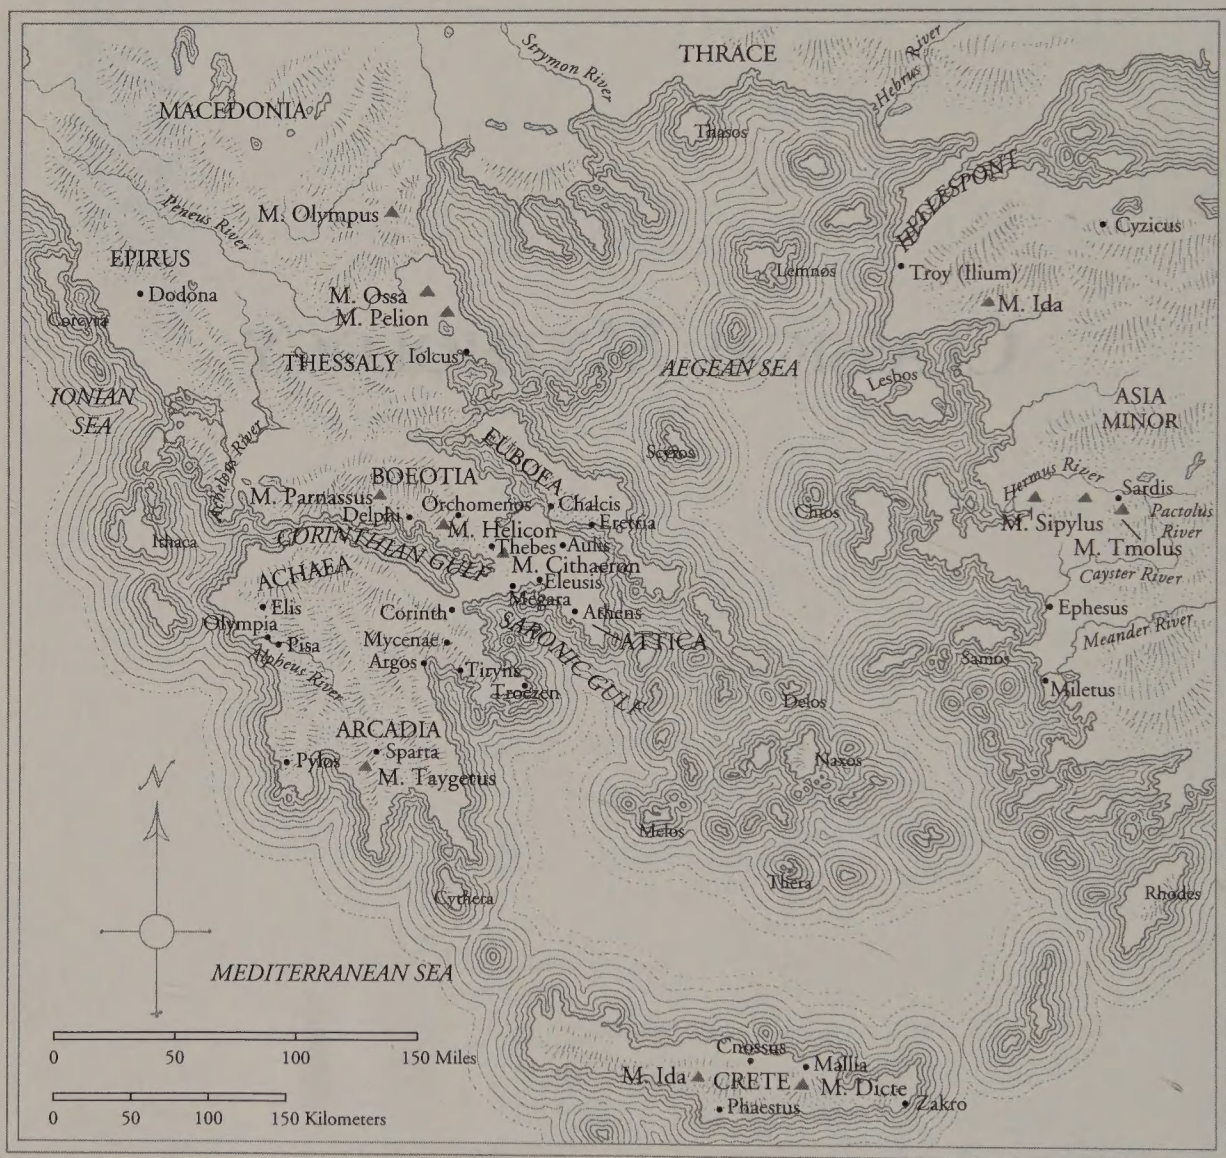 THRACE
Strymon River
Hebrus River
MACEDONIA
Thasos
HELLESPONT
Peneus River
M. Olympus
Cyzicus
EPIRUS
Lemnos
Troy (Ilium)
Dodona
M. Ossa
M. Ida
M. Pelion
Corcyra
THESSALY
Iolcus
AEGEAN SEA
Lesbos
IONIAN
SEA
ASIA
MINOR
Achelous River
EUBOEA
Scyros
BOEOTIA
Hermus River
M. Parnassus
Orchomenos
Chalcis
Sardis
Delphi
Eretria
Chios
M. Sipylus
Pactolus
River
M. Helicon
Ithaca
CORINTHIAN GULF
Thebes
Aulis
M. Tmolus
M. Cithaeron
ACHAEA
Eleusis
Cayster River
Megara
Elis
Corinth
Athens
Ephesus
Olympia
SARONIC GULF
Meander River
Pisa
Mycenae
ATTICA
Alpheus River
Argos
Tiryns
Samos
Troezen
Miletus
Delos
ARCADIA
Sparta
Pylos
Naxos
M. Taygetus
N
Melos
Thera
Cythera
Rhodes
MEDITERRANEAN SEA
0 50 100 150 Miles
Cnossus
Mallia
M. Ida
CRETE
M. Dicte
Phaestus
Zakro
0 50 100 150 Kilometers